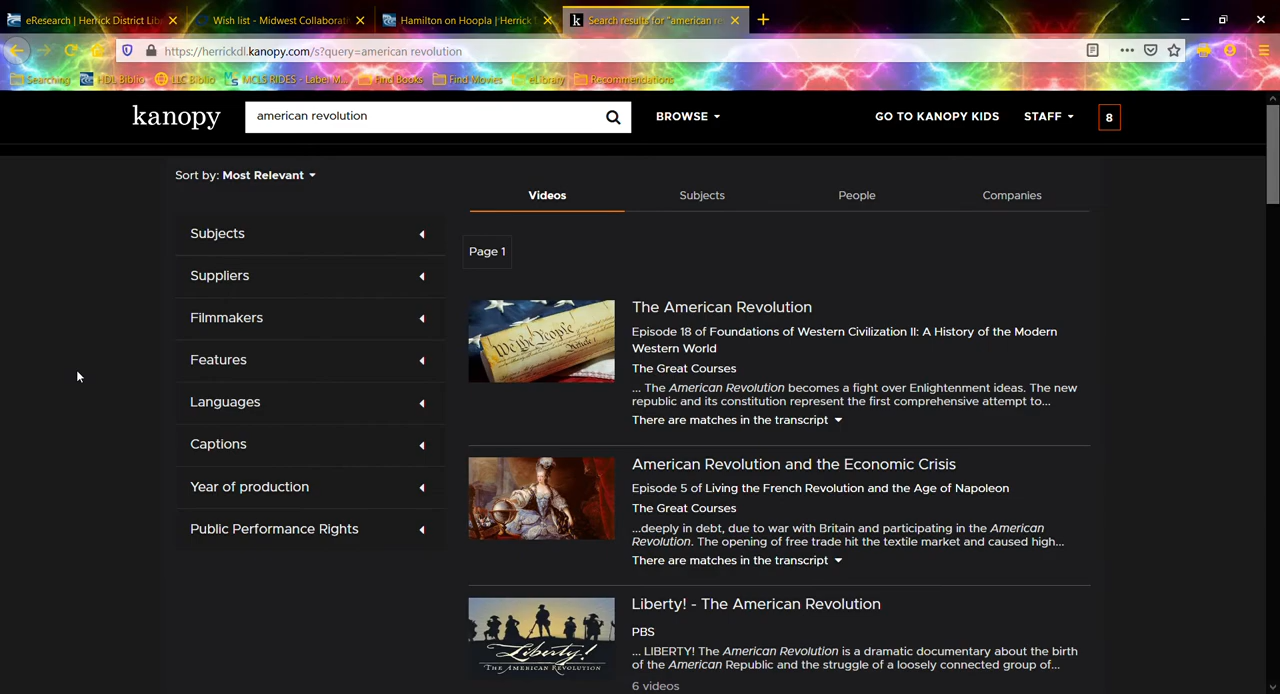 eResearch | Herrick District Lib
Wish list - Midwest Collaborati
Hamilton on Hoopla | Herrick
Search results for "american re
https://herrickdl.kanopy.com/s?query=american revolution
Searching
HDL Biblio
LLC Biblio
MCLS RIDES - Label M...
Find Books
Find Movies
eLibrary
Recommendations
kanopy
american revolution
BROWSE
GO TO KANOPY KIDS
STAFF
8
Sort by: Most Relevant
Videos
Subjects
People
Companies
Subjects
Suppliers
Filmmakers
Features
Languages
Captions
Year of production
Public Performance Rights
Page 1
We the People
Article I
The American Revolution
Episode 18 of Foundations of Western Civilization II: A History of the Modern
Western World
The Great Courses
... The American Revolution becomes a fight over Enlightenment ideas. The new
republic and its constitution represent the first comprehensive attempt to...
There are matches in the transcript
American Revolution and the Economic Crisis
Episode 5 of Living the French Revolution and the Age of Napoleon
The Great Courses
...deeply in debt, due to war with Britain and participating in the American
Revolution. The opening of free trade hit the textile market and caused high...
There are matches in the transcript
Liberty!
THE AMERICAN REVOLUTION
Liberty! - The American Revolution
PBS
... LIBERTY! The American Revolution is a dramatic documentary about the birth
of the American Republic and the struggle of a loosely connected group of...
6 videos